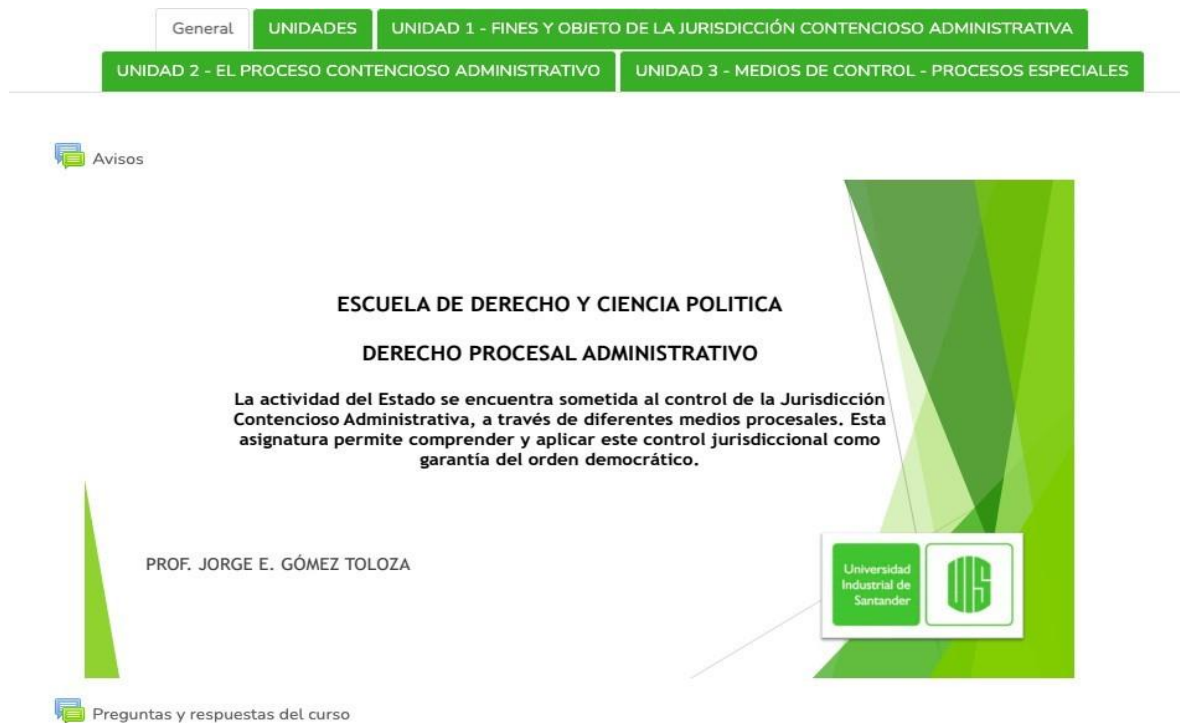 General
UNIDADES
UNIDAD 1 - FINES Y OBJETO DE LA JURISDICCIÓN CONTENCIOSO ADMINISTRATIVA
UNIDAD 2 - EL PROCESO CONTENCIOSO ADMINISTRATIVO
UNIDAD 3 - MEDIOS DE CONTROL - PROCESOS ESPECIALES
Avisos
ESCUELA DE DERECHO Y CIENCIA POLITICA
DERECHO PROCESAL ADMINISTRATIVO
La actividad del Estado se encuentra sometida al control de la Jurisdicción
Contencioso Administrativa, a través de diferentes medios procesales. Esta
asignatura permite comprender y aplicar este control jurisdiccional como
garantía del orden democrático.
PROF. JORGE E. GÓMEZ TOLOZA
Universidad
Industrial de
Santander
UIS
Preguntas y respuestas del curso